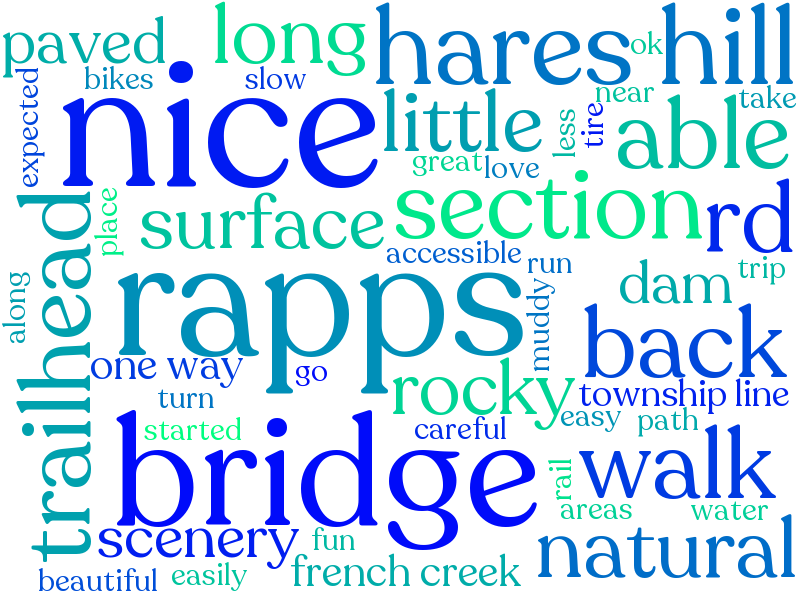 paved
long
hares
ok
hill
bikes
slow
nice
little
near
take
expected
less
tire
able
great
love
place
surface
section
rd
accessible
run
trailhead
rapps
muddy
dam
trip
along
back
one way
go
rocky
township line
turn
easy
path
started
careful
bridge
rail
walk
areas
water
scenery
fun
natural
beautiful
easily
french creek